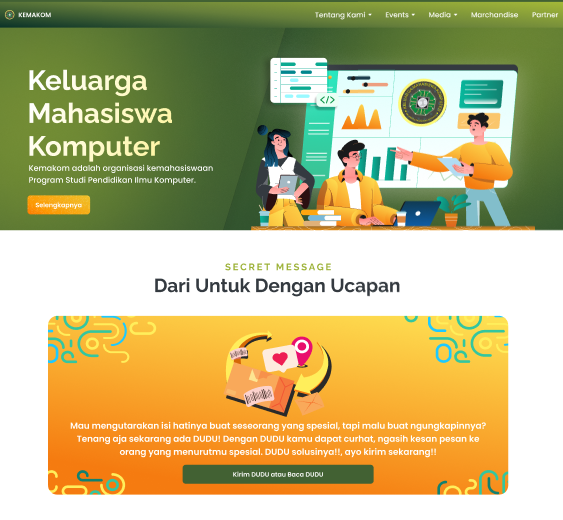 KEMAKOM
Tentang Kami
Events
Media
Marchandise
Partner
Keluarga
Mahasiswa
Komputer
Kemakom adalah organisasi kemahasiswaan
Program Studi Pendidikan Ilmu Komputer.
Selengkapnya
</>
SECRET MESSAGE
Dari Untuk Dengan Ucapan
Mau mengutarakan isi hatinya buat seseorang yang spesial, tapi malu buat ngungkapinnya?
Tenang aja sekarang ada DUDU! Dengan DUDU kamu dapat curhat, ngasih kesan pesan ke
orang yang menurutmu spesial. DUDU solusinya!!, ayo kirim sekarang!!
Kirim DUDU atau Baca DUDU